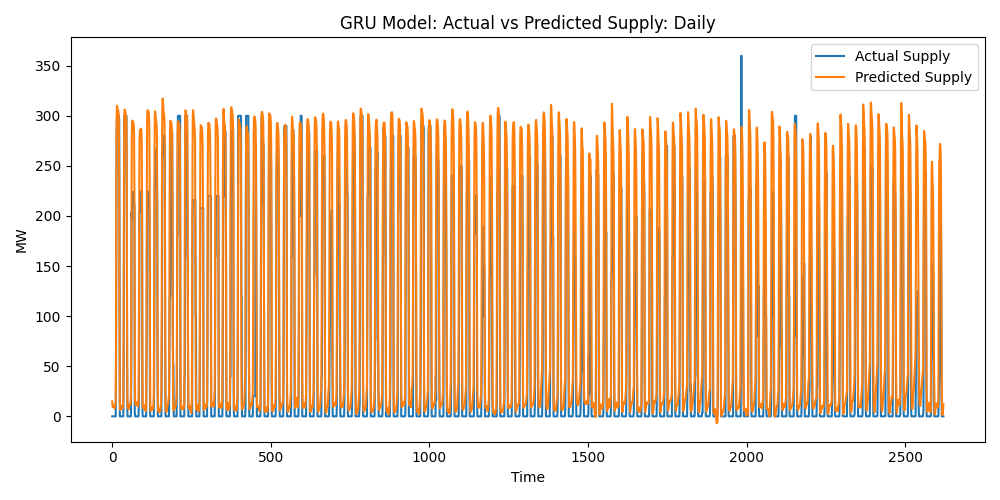 GRU Model: Actual vs Predicted Supply: Daily
Actual Supply
Predicted Supply
MW
350
300
250
200
150
100
50
0
0 500 1000 1500 2000 2500
Time